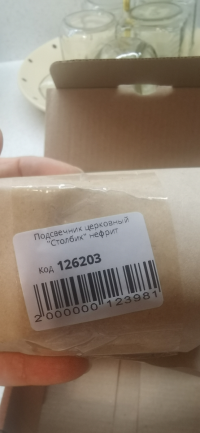 Подсвечник церковный
"Столбик" нефрит
Код 126203
2 000000 123981